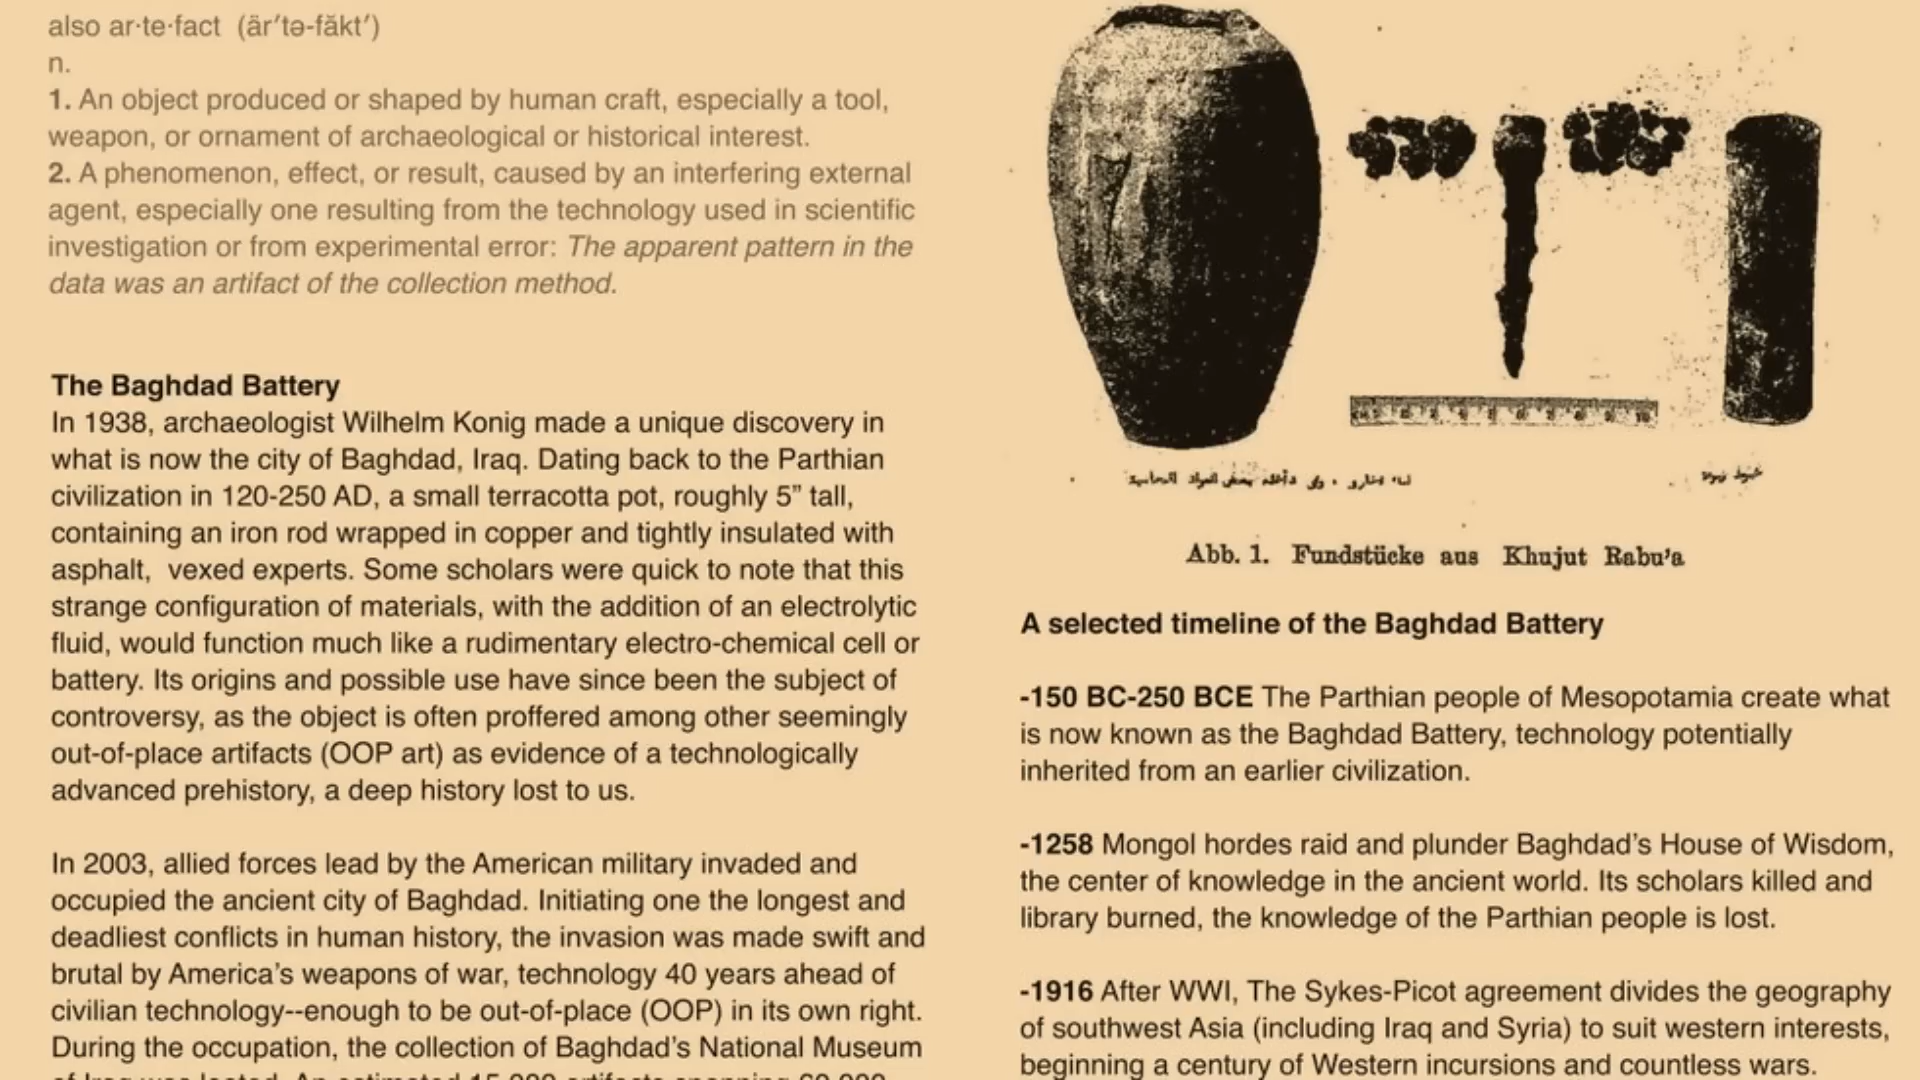 also ar·te·fact (är′tə-făkt′)
n.
1. An object produced or shaped by human craft, especially a tool,
weapon, or ornament of archaeological or historical interest.
2. A phenomenon, effect, or result, caused by an interfering external
agent, especially one resulting from the technology used in scientific
investigation or from experimental error: The apparent pattern in the
data was an artifact of the collection method.
The Baghdad Battery
In 1938, archaeologist Wilhelm Konig made a unique discovery in
what is now the city of Baghdad, Iraq. Dating back to the Parthian
civilization in 120-250 AD, a small terracotta pot, roughly 5” tall,
containing an iron rod wrapped in copper and tightly insulated with
asphalt, vexed experts. Some scholars were quick to note that this
strange configuration of materials, with the addition of an electrolytic
fluid, would function much like a rudimentary electro-chemical cell or
battery. Its origins and possible use have since been the subject of
controversy, as the object is often proffered among other seemingly
out-of-place artifacts (OOP art) as evidence of a technologically
advanced prehistory, a deep history lost to us.
In 2003, allied forces lead by the American military invaded and
occupied the ancient city of Baghdad. Initiating one the longest and
deadliest conflicts in human history, the invasion was made swift and
brutal by America’s weapons of war, technology 40 years ahead of
civilian technology--enough to be out-of-place (OOP) in its own right.
During the occupation, the collection of Baghdad’s National Museum
Abb. 1. Fundstücke aus Khujut Rabu'a
A selected timeline of the Baghdad Battery
-150 BC-250 BCE The Parthian people of Mesopotamia create what
is now known as the Baghdad Battery, technology potentially
inherited from an earlier civilization.
-1258 Mongol hordes raid and plunder Baghdad’s House of Wisdom,
the center of knowledge in the ancient world. Its scholars killed and
library burned, the knowledge of the Parthian people is lost.
-1916 After WWI, The Sykes-Picot agreement divides the geography
of southwest Asia (including Iraq and Syria) to suit western interests,
beginning a century of Western incursions and countless wars.